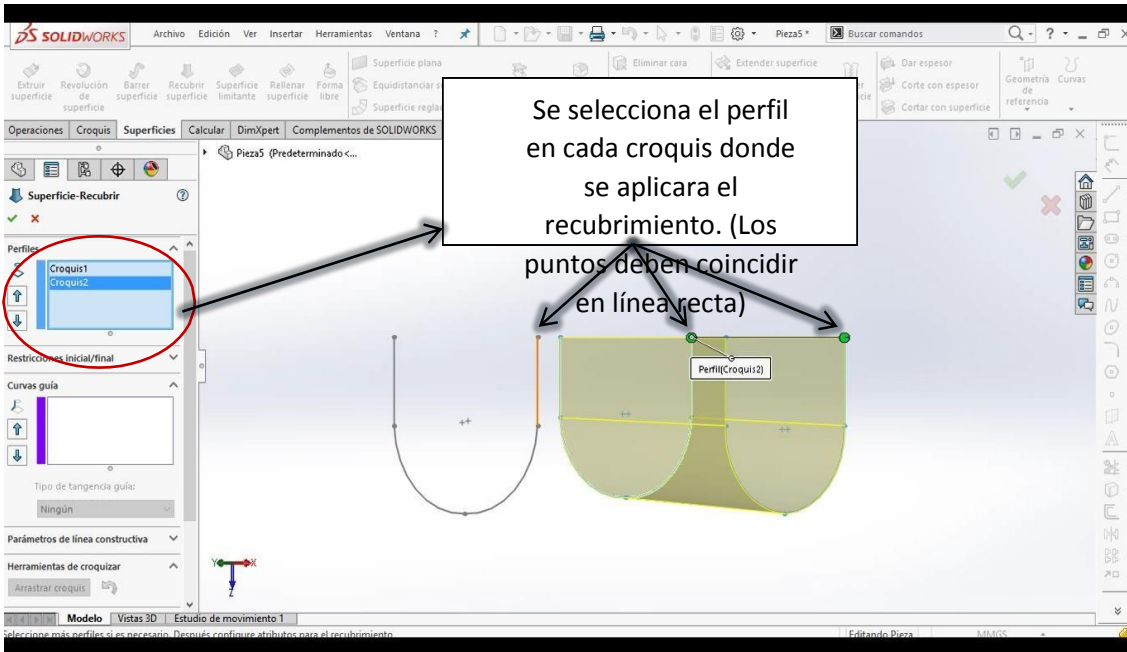 SOLIDWORKS
Archivo Edición Ver Insertar Herramientas Ventana ?
Pieza5 *
Buscar comandos
Extruir superficie
Revolución de superficie
Barrer superficie
Recubrir superficie
Superficie limitante
Rellenar superficie
Forma libre
Superficie plana
Equidistanciar
Superficie
Eliminar cara
Extender superficie
Dar espesor
Corte con espesor
Cortar con superficie
Geometría de referencia
Curvas
Operaciones Croquis Superficies Calcular DimXpert Complementos de SOLIDWORKS
Pieza5 (Predeterminado<...
Se selecciona el perfil
en cada croquis donde
se aplicara el
recubrimiento. (Los
puntos deben coincidir
en línea recta)
Superficie-Recubrir
Perfiles
Croquis1
Croquis2
Restricciones inicial/final
Curvas guía
Tipo de tangencia guía:
Ningún
Parámetros de línea constructiva
Herramientas de croquizar
Arrastrar croquis
Perfil(Croquis2)
Y X
Z
Modelo Vistas 3D Estudio de movimiento 1
Seleccione más perfiles si es necesario. Después configure atributos para el recubrimiento
Editando Pieza
MMGS